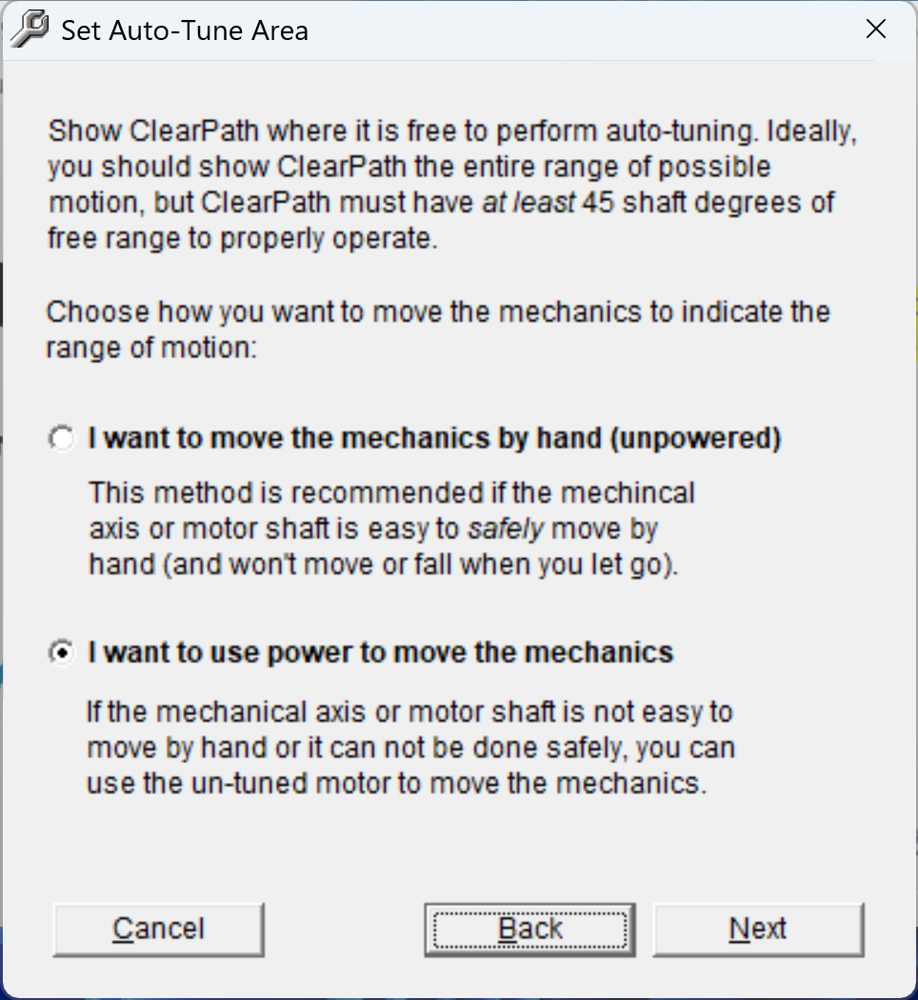 Set Auto-Tune Area
Show ClearPath where it is free to perform auto-tuning. Ideally,
you should show ClearPath the entire range of possible
motion, but ClearPath must have at least 45 shaft degrees of
free range to properly operate.
Choose how you want to move the mechanics to indicate the
range of motion:
I want to move the mechanics by hand (unpowered)
This method is recommended if the mechincal
axis or motor shaft is easy to safely move by
hand (and won't move or fall when you let go).
I want to use power to move the mechanics
If the mechanical axis or motor shaft is not easy to
move by hand or it can not be done safely, you can
use the un-tuned motor to move the mechanics.
Cancel Back Next